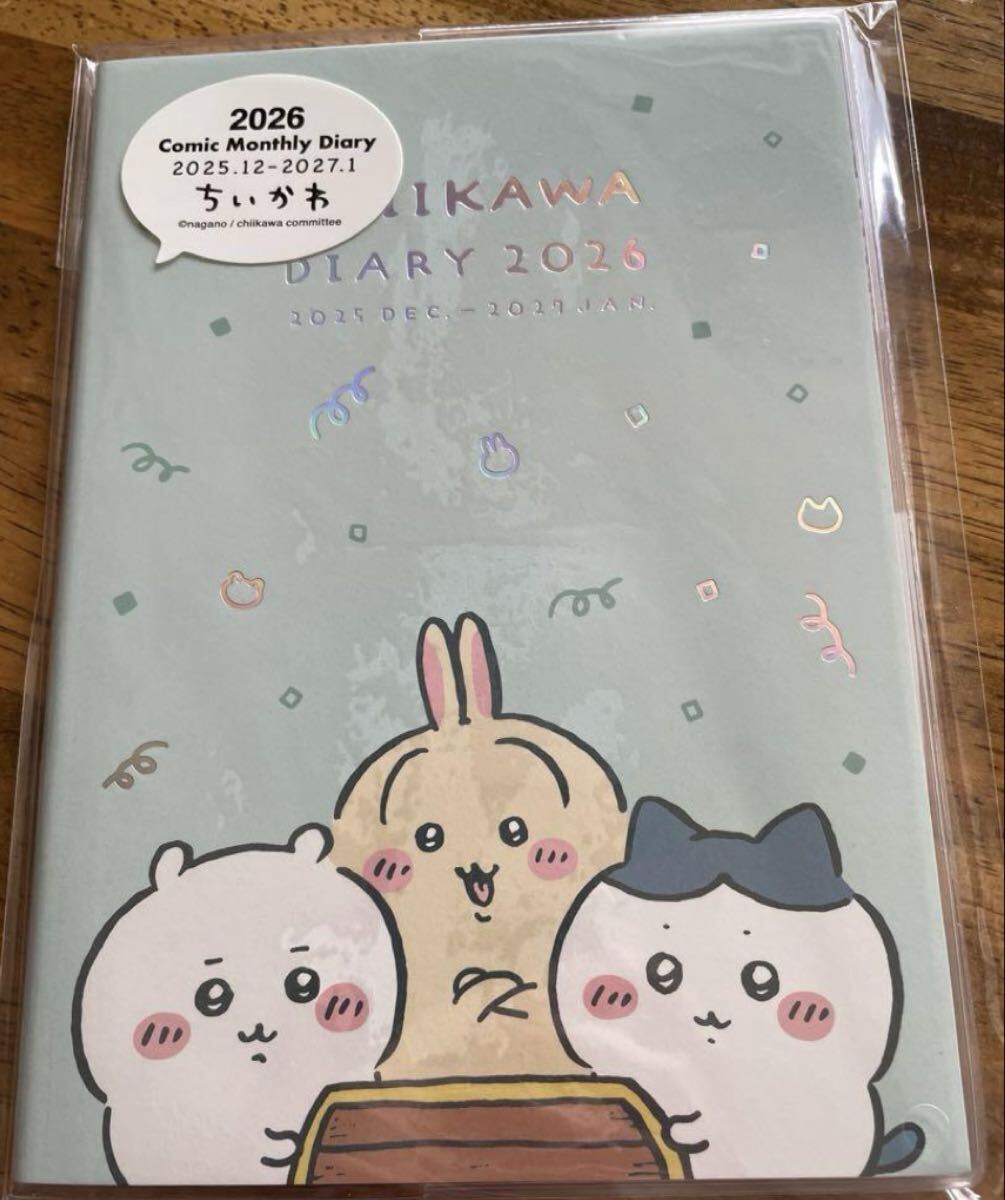 2026
Comic Monthly Diary
2025.12-2027.1
ちいかわ
©nagano / chiikawa committee
IIKAWA
DIARY 2026
2025 DEC. — 2027 JAN.